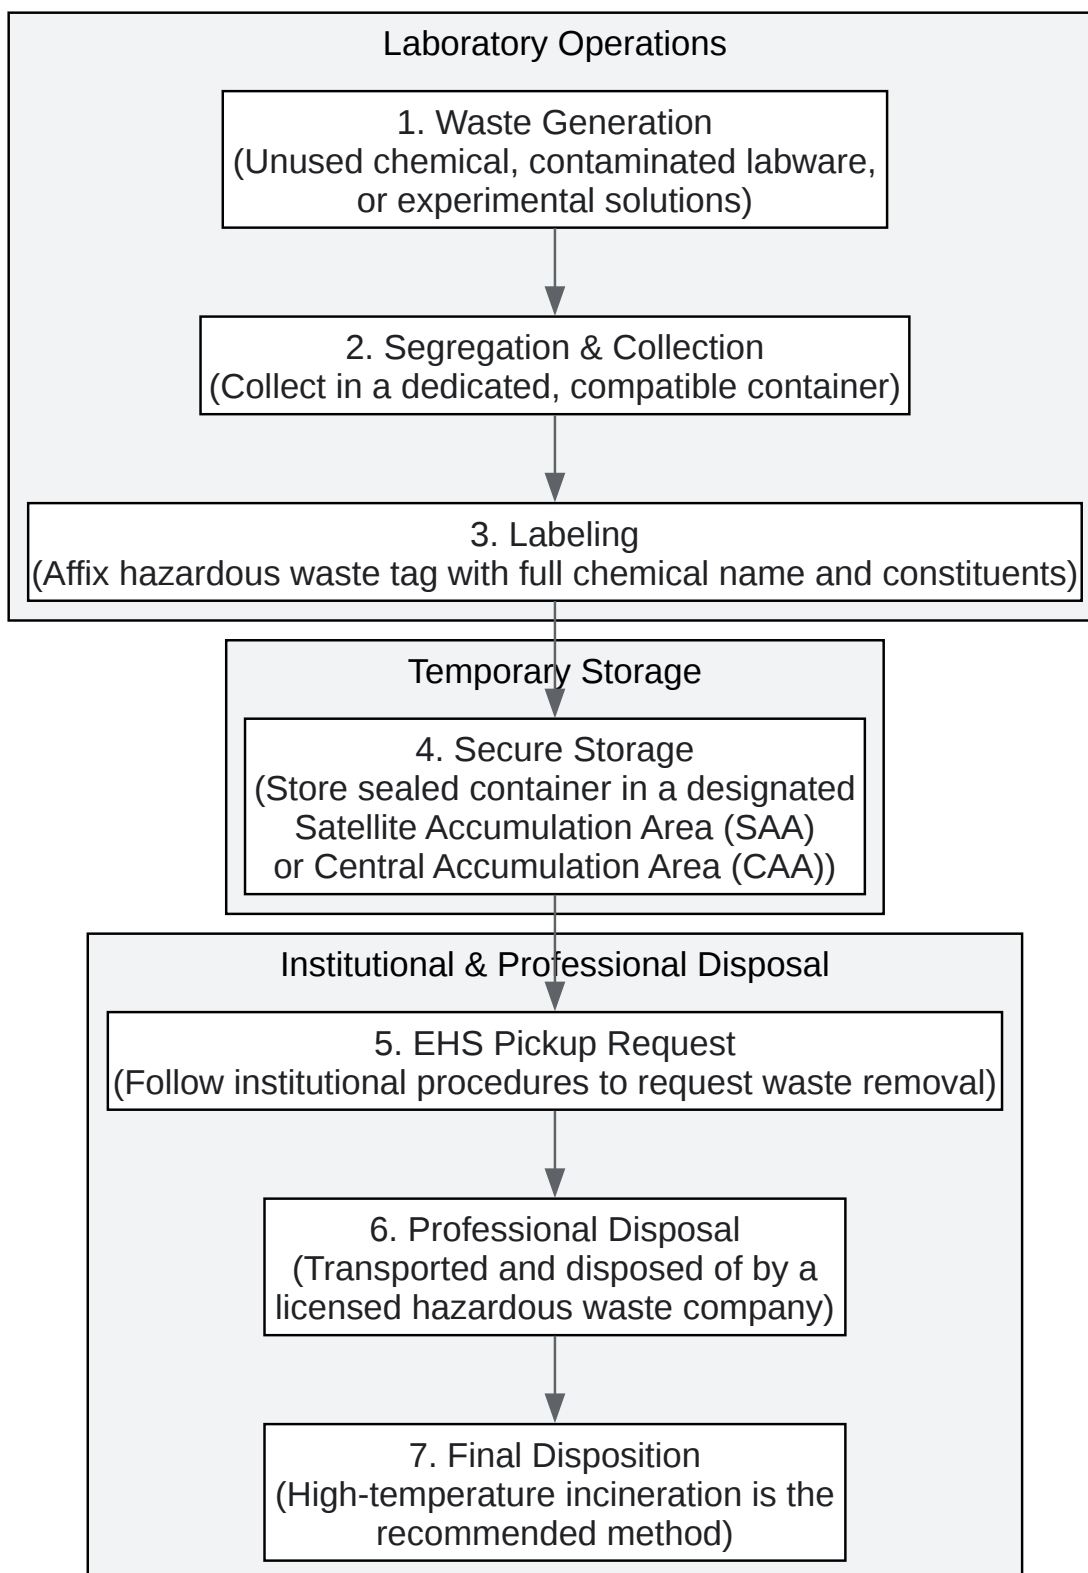 Laboratory Operations
1. Waste Generation
(Unused chemical, contaminated labware,
or experimental solutions)
2. Segregation & Collection
(Collect in a dedicated, compatible container)
3. Labeling
(Affix hazardous waste tag with full chemical name and constituents)
Temporary Storage
4. Secure Storage
(Store sealed container in a designated
Satellite Accumulation Area (SAA)
or Central Accumulation Area (CAA))
Institutional & Professional Disposal
5. EHS Pickup Request
(Follow institutional procedures to request waste removal)
6. Professional Disposal
(Transported and disposed of by a
licensed hazardous waste company)
7. Final Disposition
(High-temperature incineration is the
recommended method)